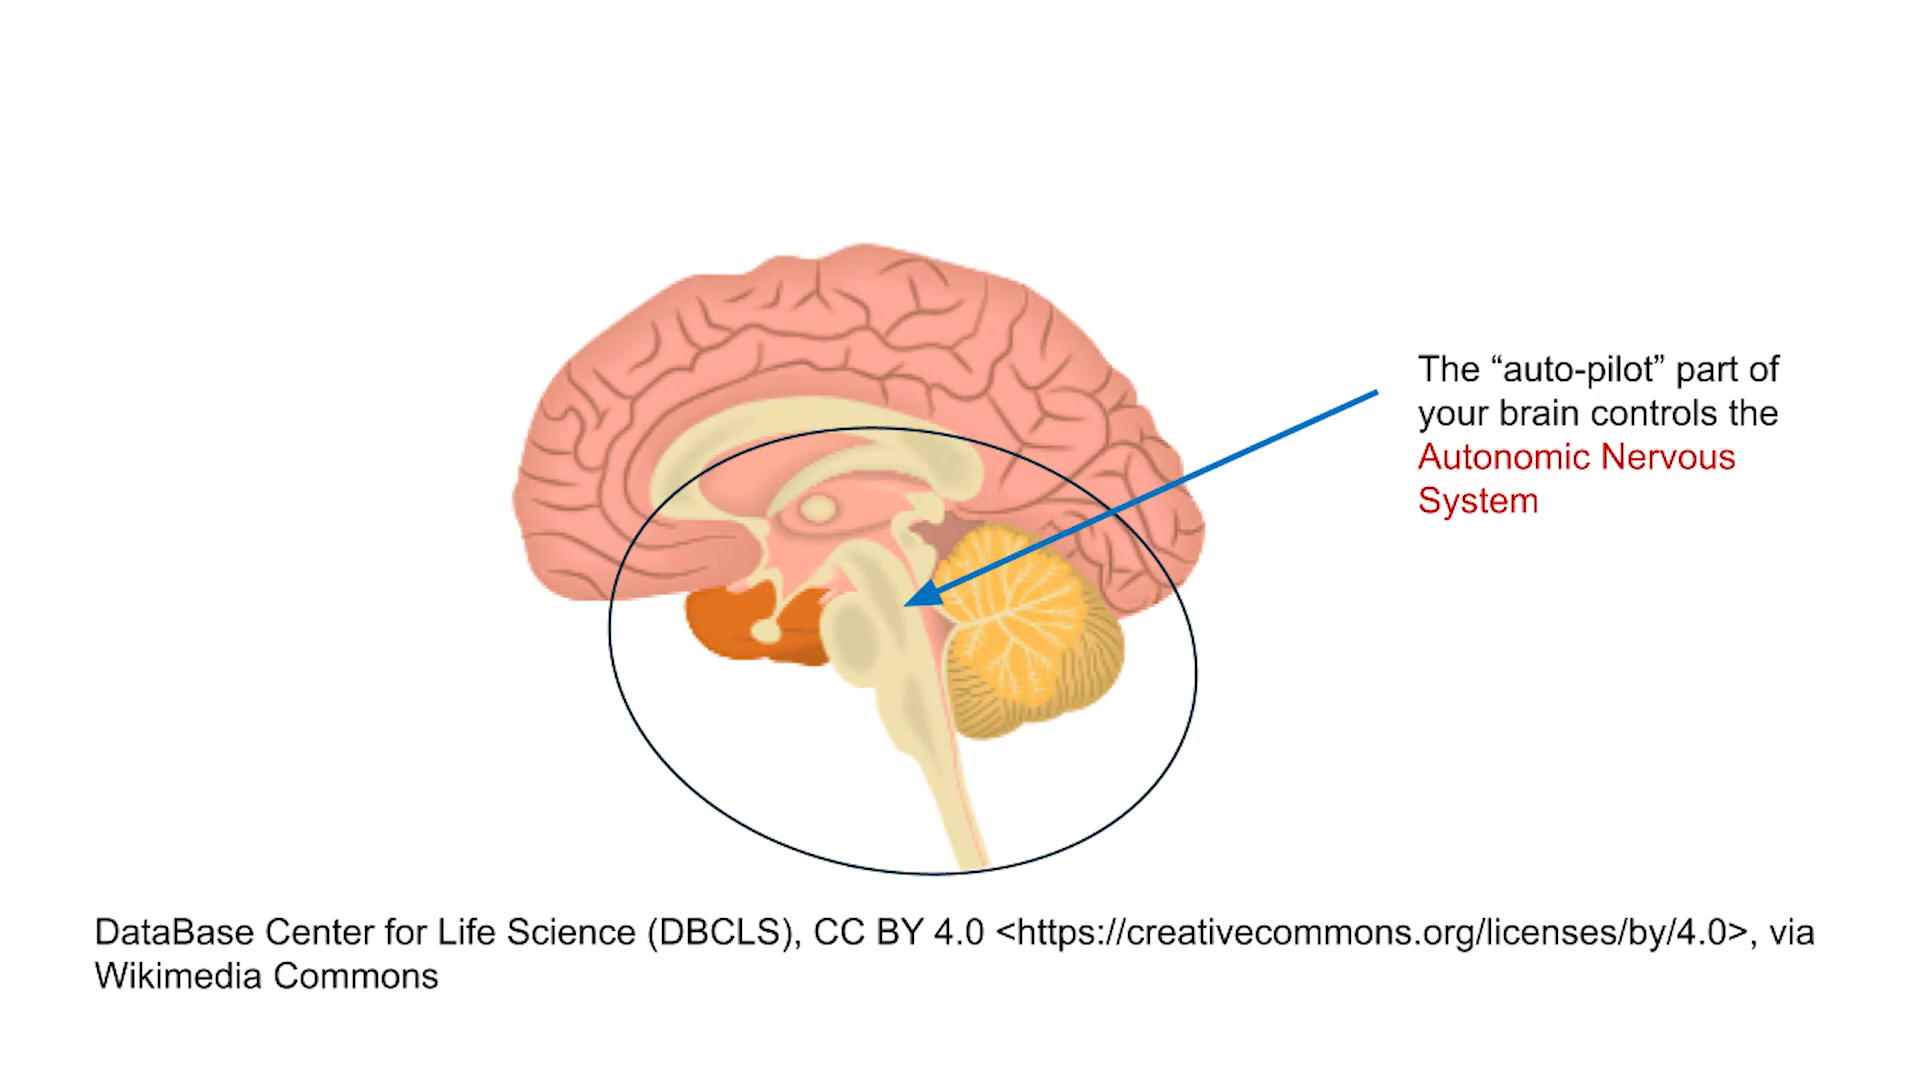 The “auto-pilot” part of
your brain controls the
Autonomic Nervous
System
DataBase Center for Life Science (DBCLS), CC BY 4.0 <https://creativecommons.org/licenses/by/4.0>, via
Wikimedia Commons